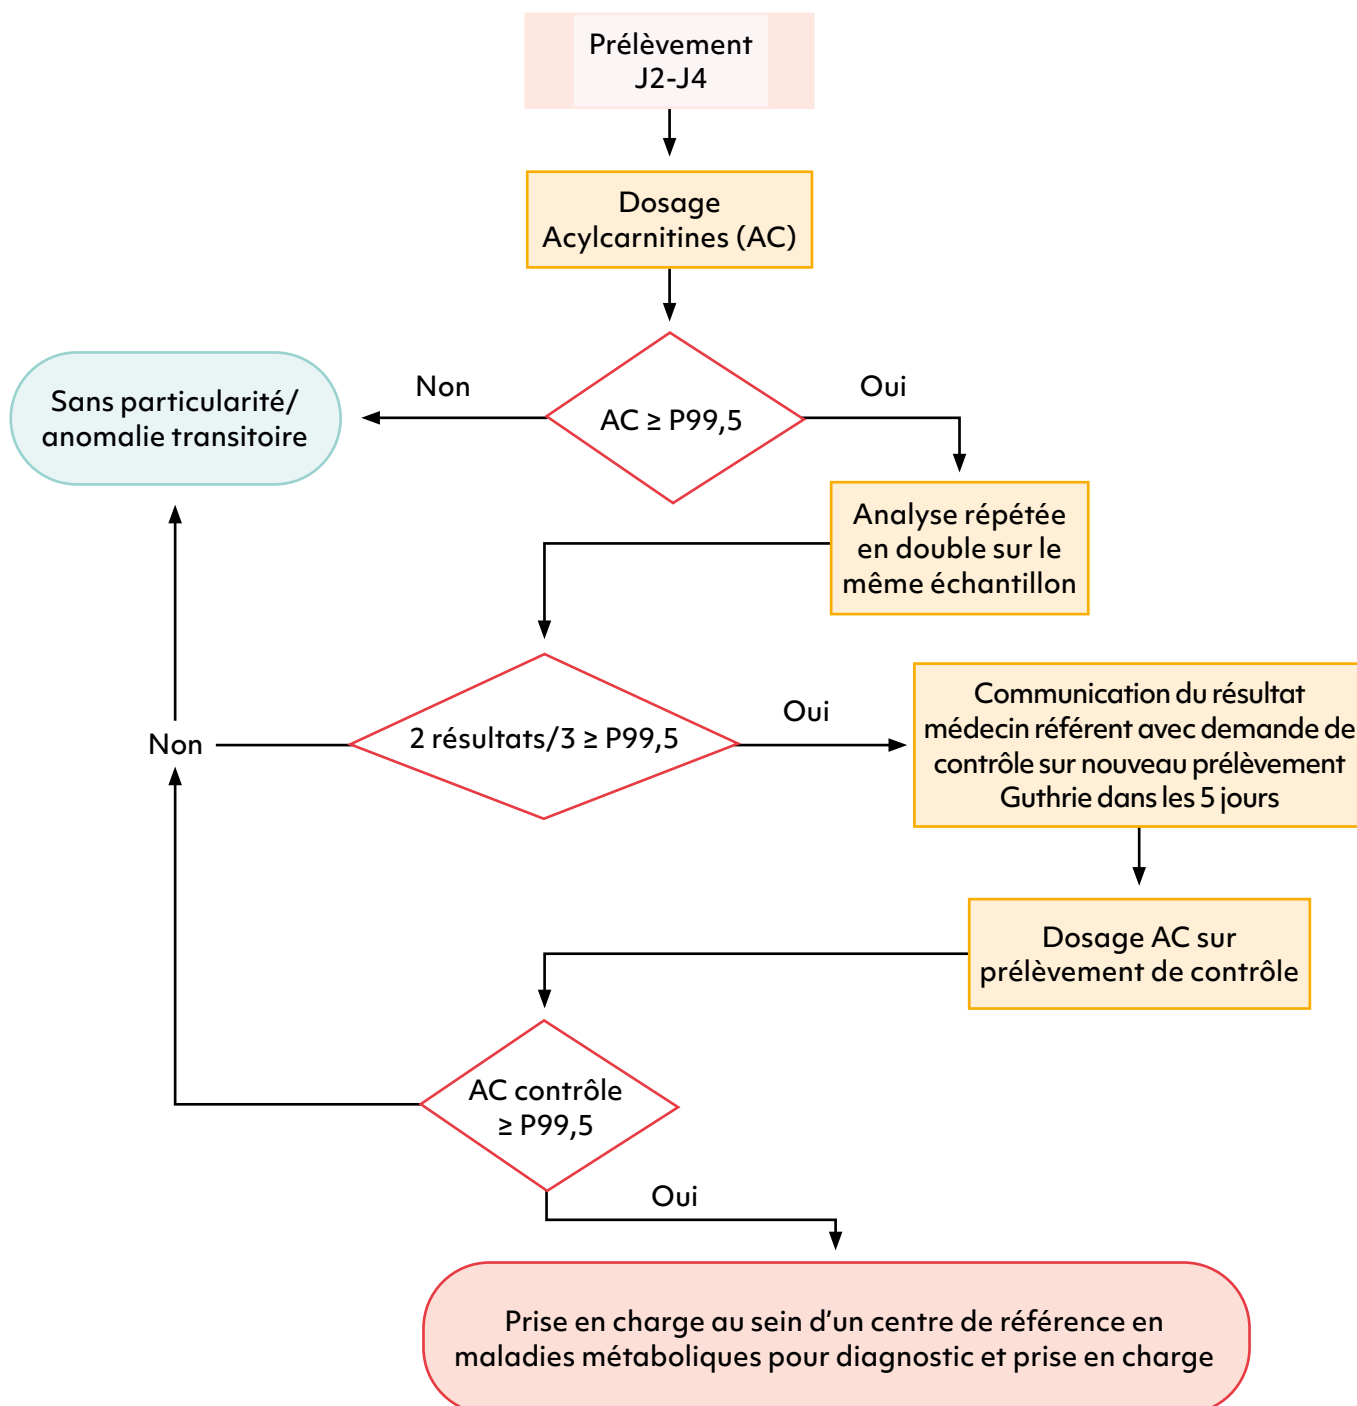 Prélèvement
J2-J4
Dosage
Acylcarnitines (AC)
Non
Oui
Sans particularité/
anomalie transitoire
AC ≥ P99,5
Analyse répétée
en double sur le
même échantillon
Oui
2 résultats/3 ≥ P99,5
Non
Communication du résultat
médecin référent avec demande de
contrôle sur nouveau prélèvement
Guthrie dans les 5 jours
Dosage AC sur
prélèvement de contrôle
AC contrôle
≥ P99,5
Oui
Prise en charge au sein d’un centre de référence en
maladies métaboliques pour diagnostic et prise en charge